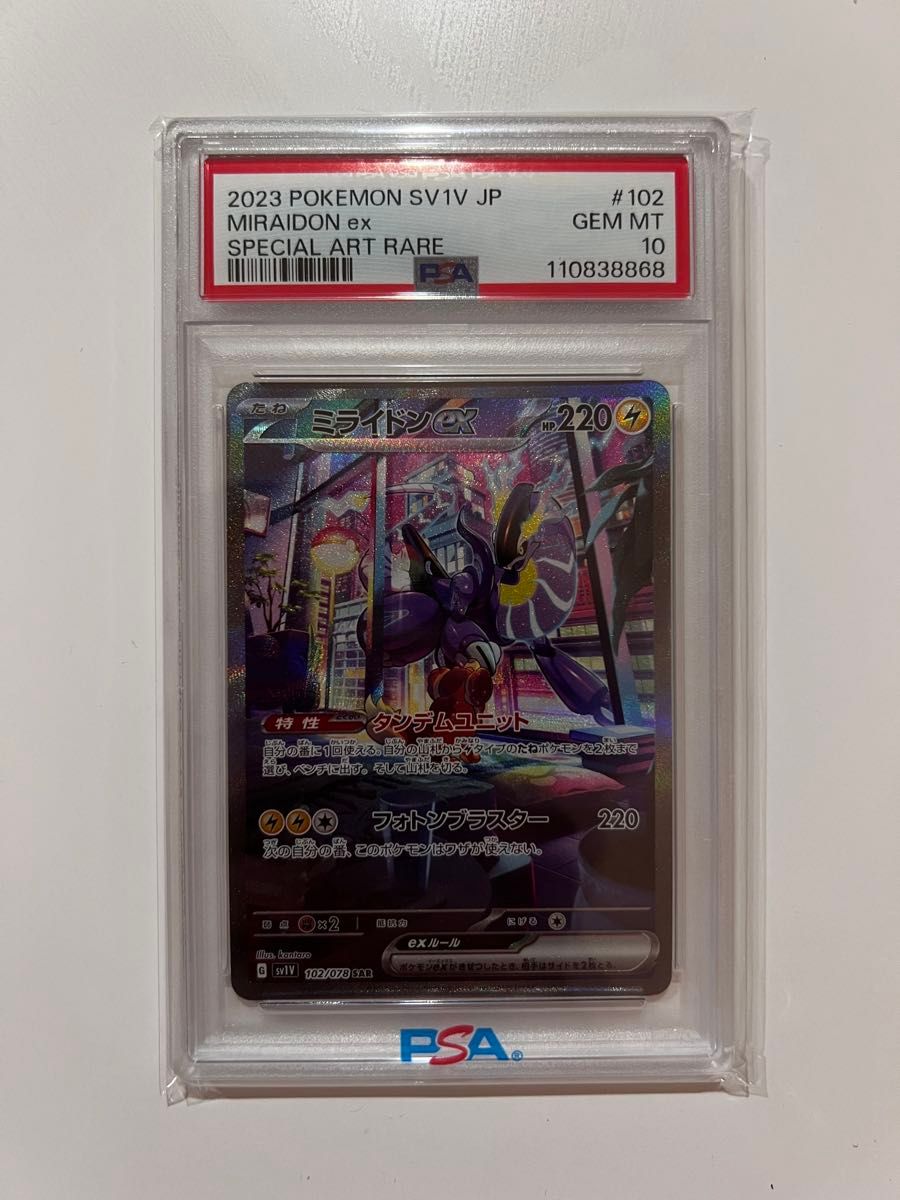 2023 POKEMON SV1V JP #102
MIRAIDON ex GEM MT
SPECIAL ART RARE 10
PSA 110838868
たね ミライドンex HP 220
特性 とくせい タンデムユニット
自分の番に1回使える。自分の山札から タイプのたねポケモンを2枚まで
選び、ベンチに出す。そして山札を切る。
フォトンブラスター 220
次の自分の番、このポケモンはワザが使えない。
弱点 ×2 抵抗力 にげる
Illus. kantaro
exルール
G sv1V 102/078 SAR
ポケモンexがきぜつしたとき、相手はサイドを2枚とる。
PSA®